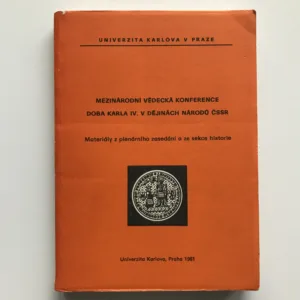 UNIVERZITA KARLOVA V PRAZE
MEZINÁRODNÍ VĚDECKÁ KONFERENCE
DOBA KARLA IV. V DĚJINÁCH NÁRODŮ ČSSR
Materiály z plenárního zasedání a ze sekce historie
Univerzita Karlova, Praha